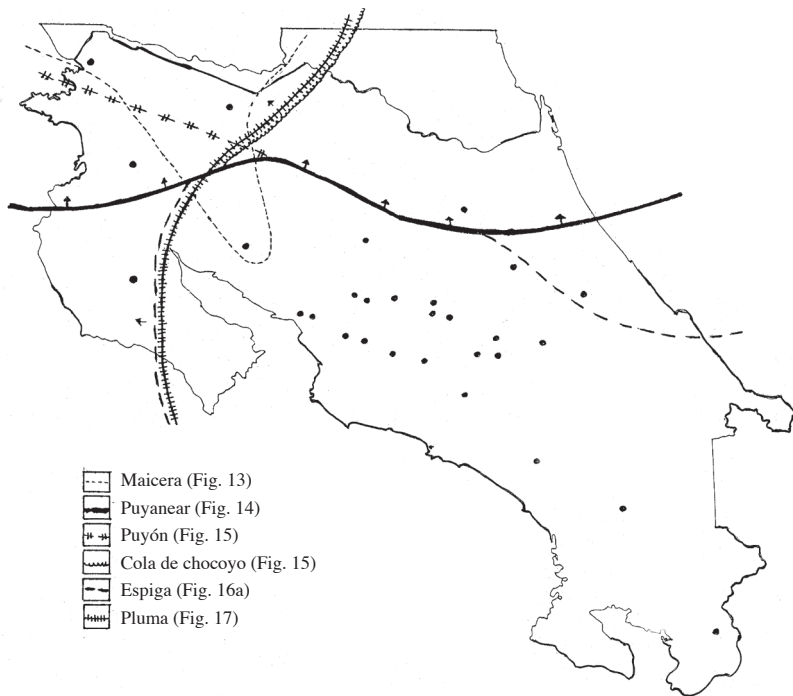 Maicera (Fig. 13)
Puyanear (Fig. 14)
Puyón (Fig. 15)
Cola de chocoyo (Fig. 15)
Espiga (Fig. 16a)
Pluma (Fig. 17)